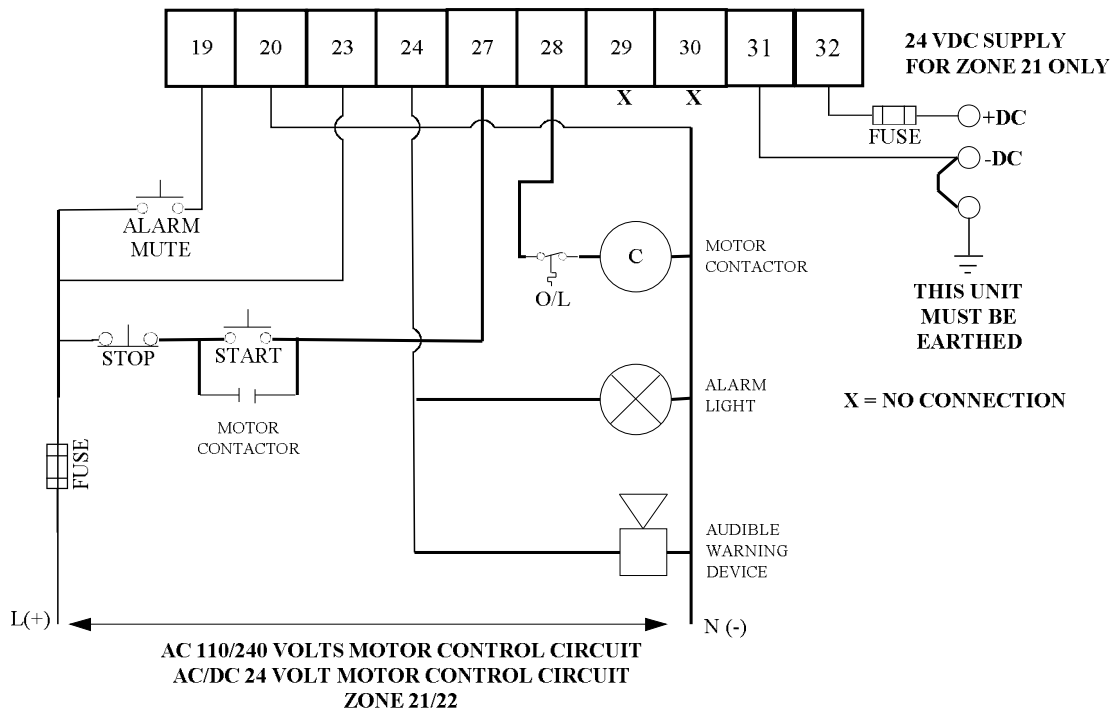 19 20 23 24 27 28 29 30 31 32
24 VDC SUPPLY
FOR ZONE 21 ONLY
X X
FUSE
+DC
-DC
ALARM
MUTE
C
MOTOR
CONTACTOR
O/L
THIS UNIT
MUST BE
EARTHED
STOP
START
ALARM
LIGHT
X = NO CONNECTION
MOTOR
CONTACTOR
FUSE
AUDIBLE
WARNING
DEVICE
L(+)
N (-)
AC 110/240 VOLTS MOTOR CONTROL CIRCUIT
AC/DC 24 VOLT MOTOR CONTROL CIRCUIT
ZONE 21/22